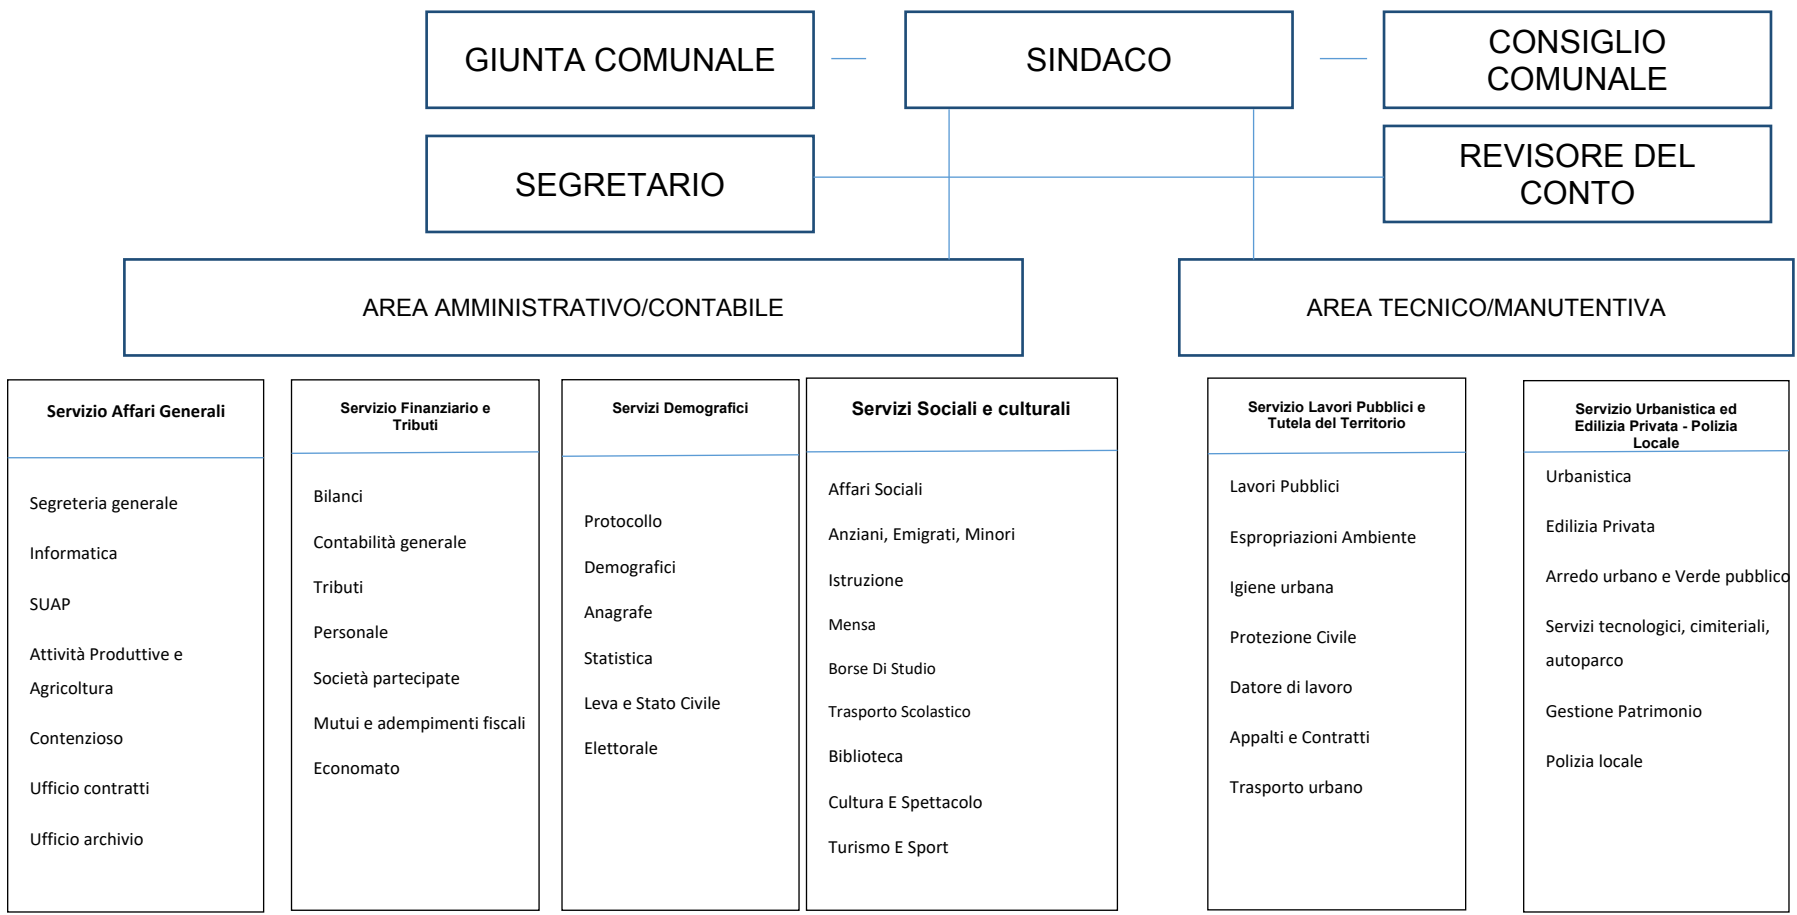 GIUNTA COMUNALE
SINDACO
CONSIGLIO
COMUNALE
SEGRETARIO
REVISORE DEL
CONTO
AREA AMMINISTRATIVO/CONTABILE
AREA TECNICO/MANUTENTIVA
Servizio Affari Generali
Segreteria generale
Informatica
SUAP
Attività Produttive e
Agricoltura
Contenzioso
Ufficio contratti
Ufficio archivio
Servizio Finanziario e
Tributi
Bilanci
Contabilità generale
Tributi
Personale
Società partecipate
Mutui e adempimenti fiscali
Economato
Servizi Demografici
Protocollo
Demografici
Anagrafe
Statistica
Leva e Stato Civile
Elettorale
Servizi Sociali e culturali
Affari Sociali
Anziani, Emigrati, Minori
Istruzione
Mensa
Borse Di Studio
Trasporto Scolastico
Biblioteca
Cultura E Spettacolo
Turismo E Sport
Servizio Lavori Pubblici e
Tutela del Territorio
Lavori Pubblici
Espropriazioni Ambiente
Igiene urbana
Protezione Civile
Datore di lavoro
Appalti e Contratti
Trasporto urbano
Servizio Urbanistica ed
Edilizia Privata - Polizia
Locale
Urbanistica
Edilizia Privata
Arredo urbano e Verde pubblico
Servizi tecnologici, cimiteriali,
autoparco
Gestione Patrimonio
Polizia locale